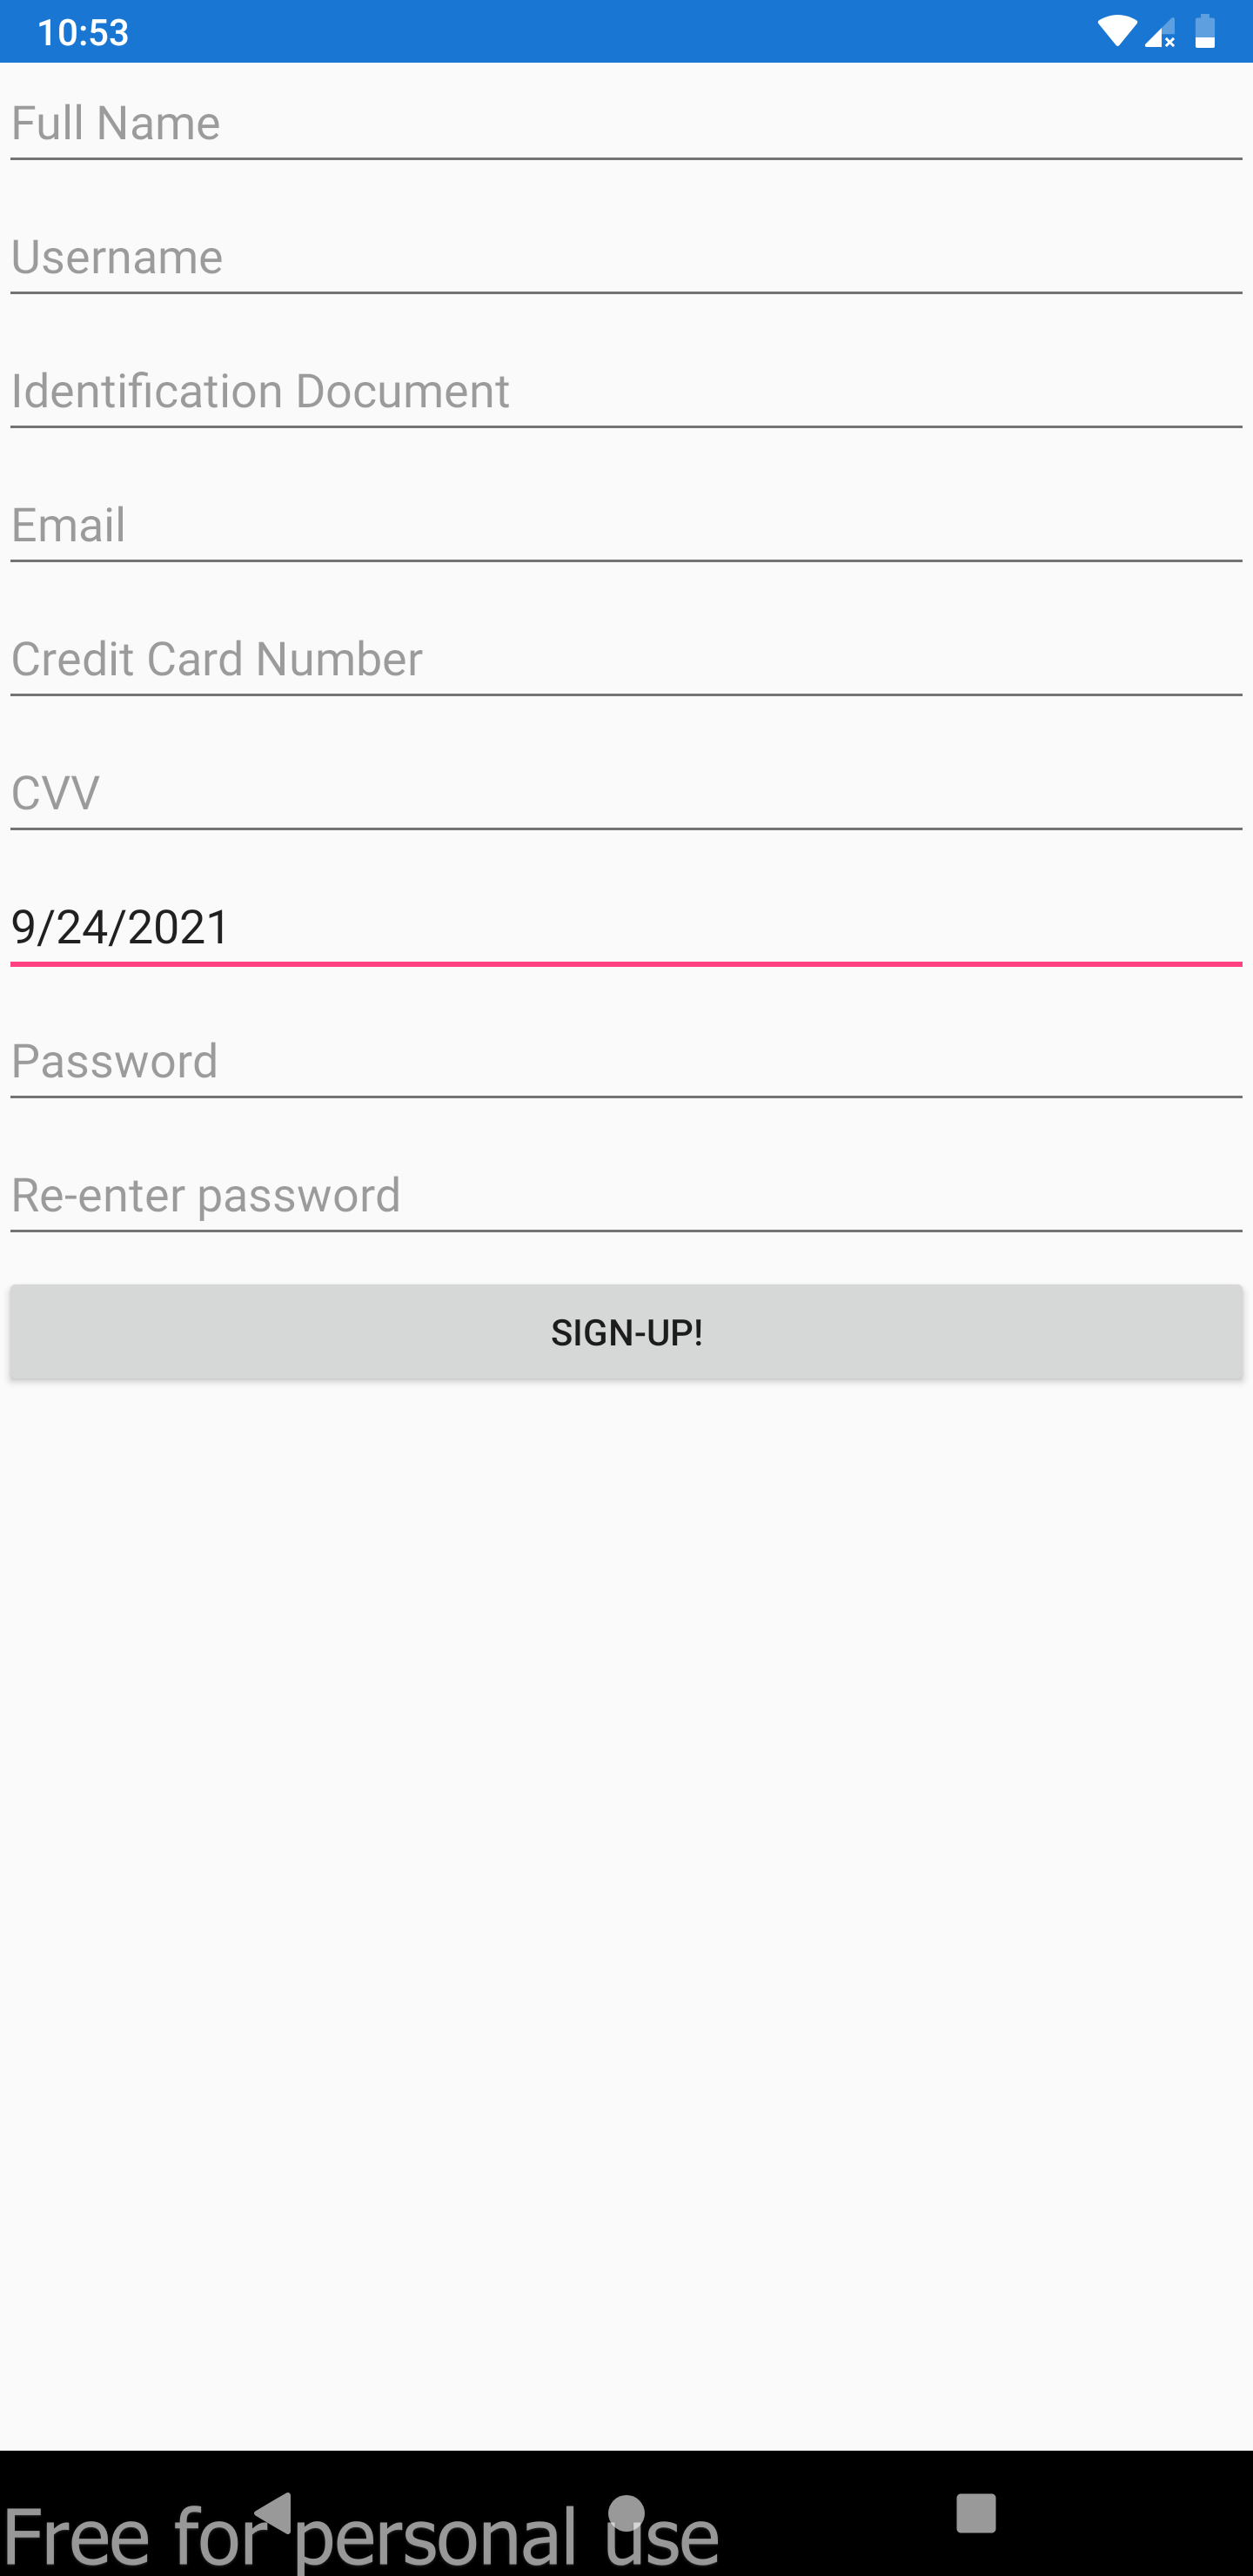 10:53
Full Name
Username
Identification Document
Email
Credit Card Number
CVV
9/24/2021
Password
Re-enter password
SIGN-UP!
Free for personal use